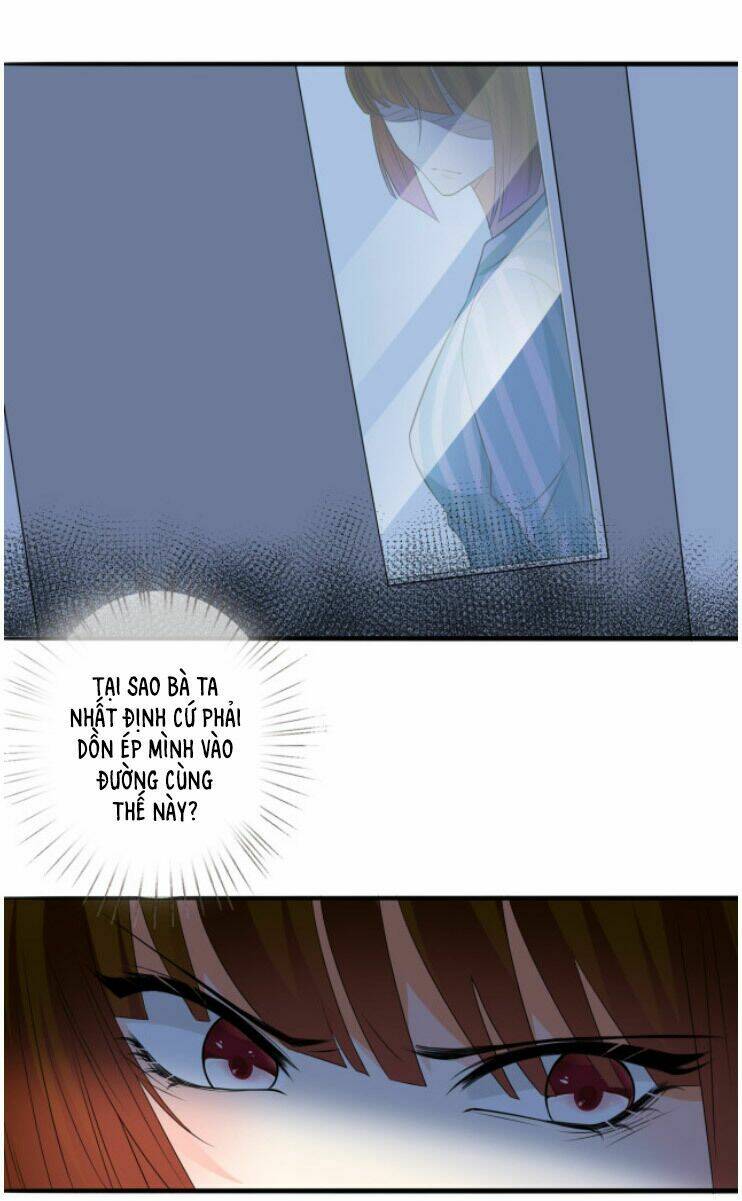 TẠI SAO BÀ TA
NHẤT ĐỊNH CỨ PHẢI
DỒN ÉP MÌNH VÀO
ĐƯỜNG CÙNG
THẾ NÀY?